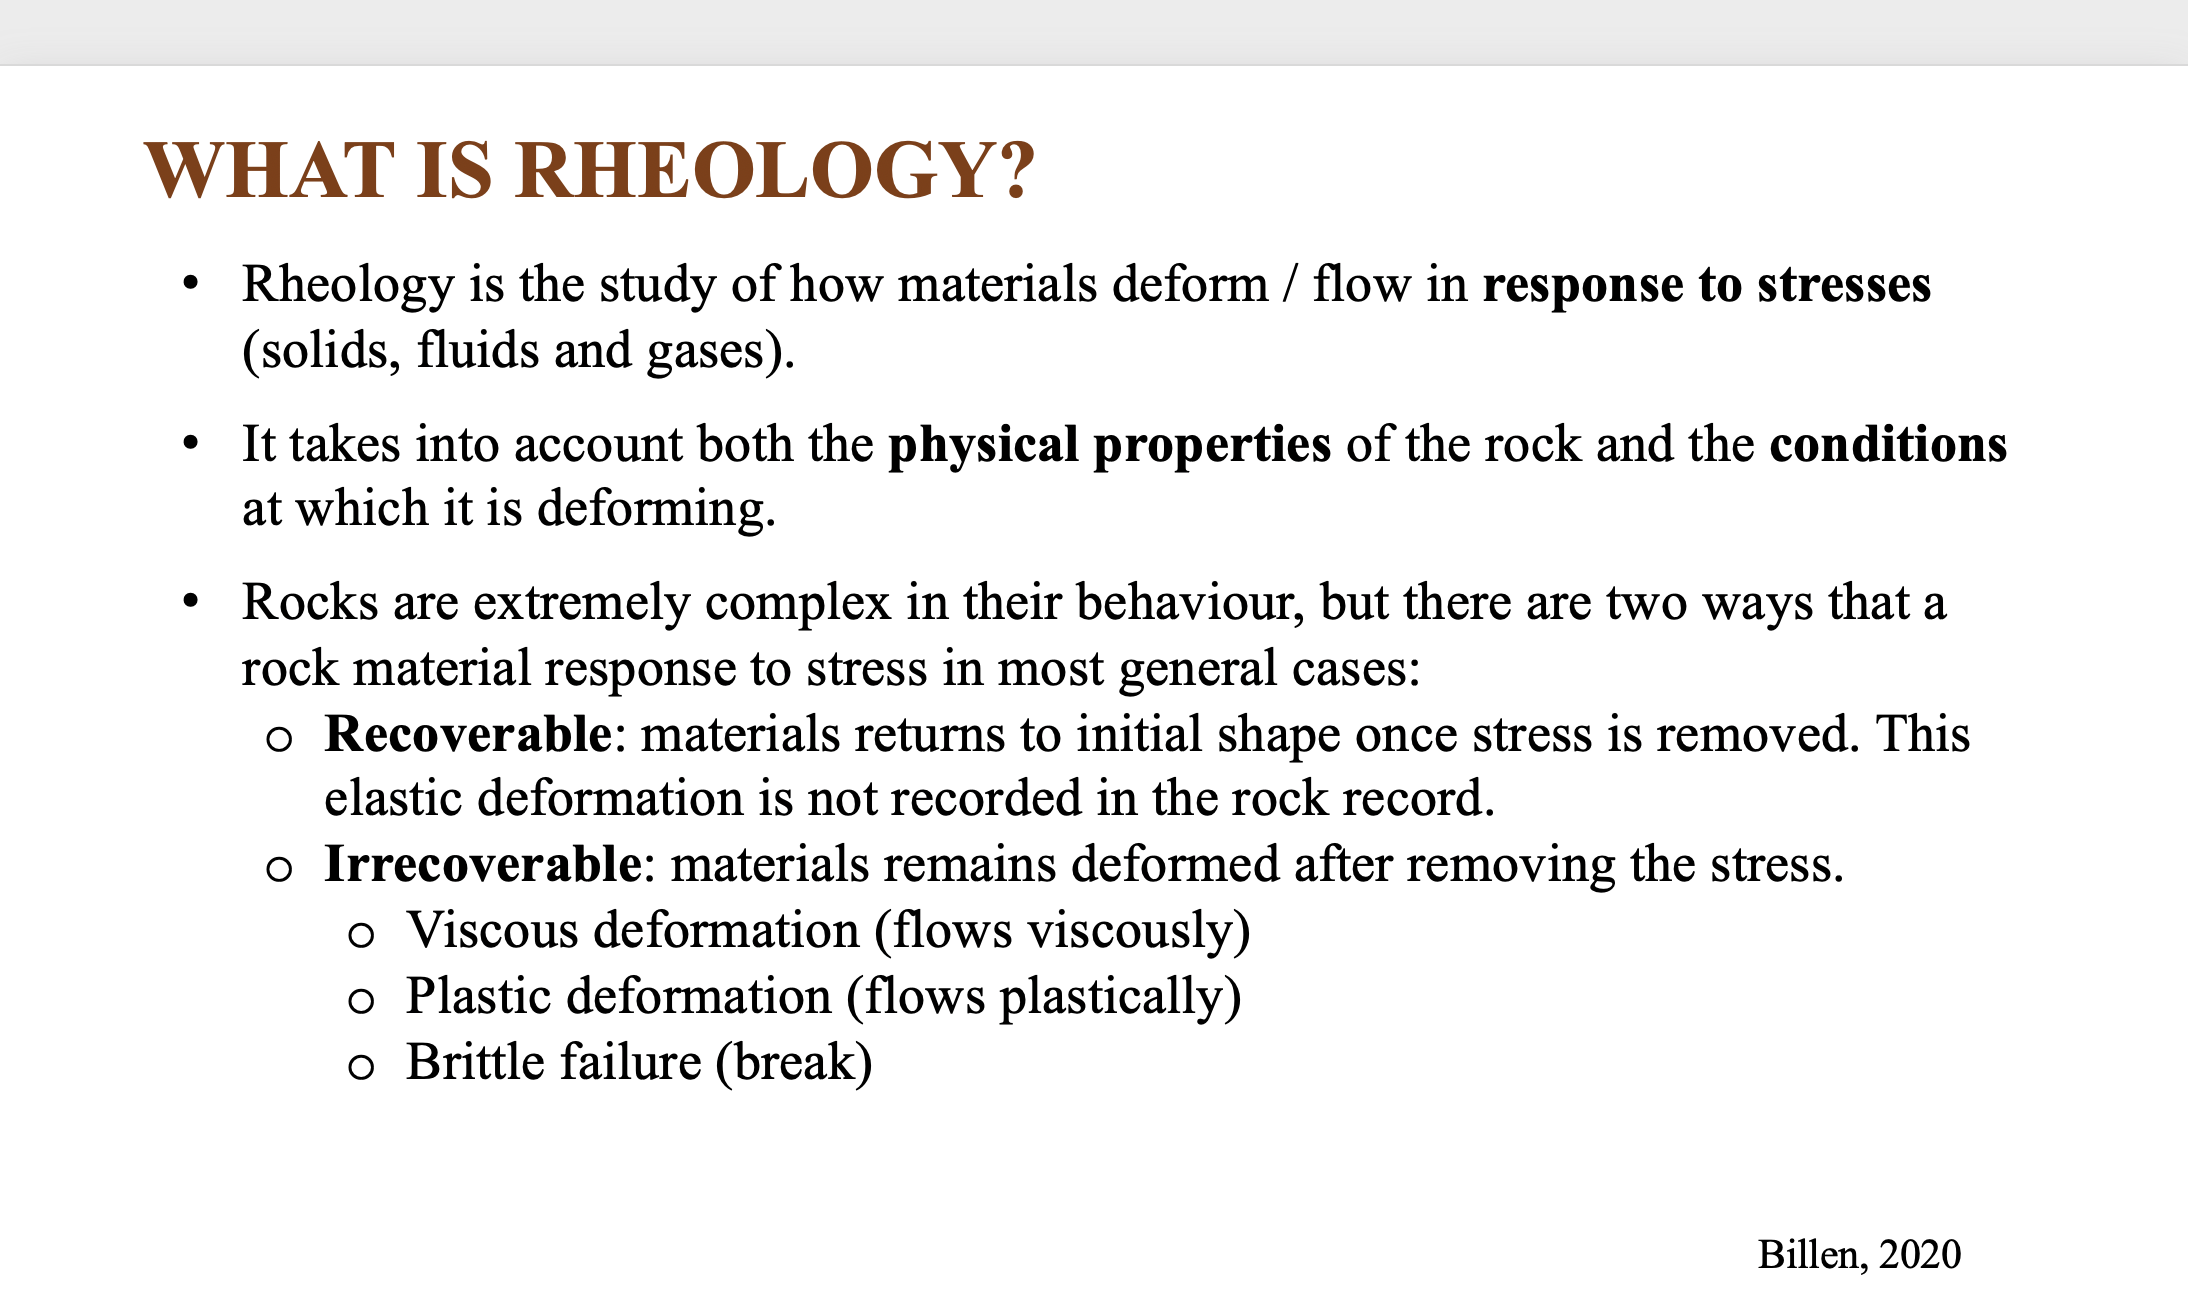 WHAT IS RHEOLOGY?
• Rheology is the study of how materials deform / flow in response to stresses
(solids, fluids and gases).
• It takes into account both the physical properties of the rock and the conditions
at which it is deforming.
• Rocks are extremely complex in their behaviour, but there are two ways that a
rock material response to stress in most general cases:
o Recoverable: materials returns to initial shape once stress is removed. This
elastic deformation is not recorded in the rock record.
o Irrecoverable: materials remains deformed after removing the stress.
o Viscous deformation (flows viscously)
o Plastic deformation (flows plastically)
o Brittle failure (break)
Billen, 2020